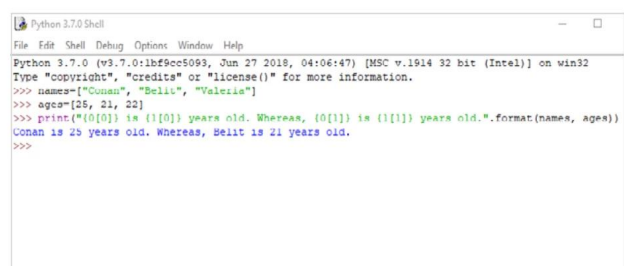 Python 3.7.0 Shell
File Edit Shell Debug Options Window Help
Python 3.7.0 (v3.7.0:1bf9cc5093, Jun 27 2018, 04:06:47) [MSC v.1914 32 bit (Intel)] on win32
Type "copyright", "credits" or "license()" for more information.
>>> names=["Conan", "Belit", "Valeria"]
>>> ages=[25, 21, 22]
>>> print("{0[0]} is {1[0]} years old. Whereas, {0[1]} is {1[1]} years old.".format(names, ages))
Conan is 25 years old. Whereas, Belit is 21 years old.
>>>